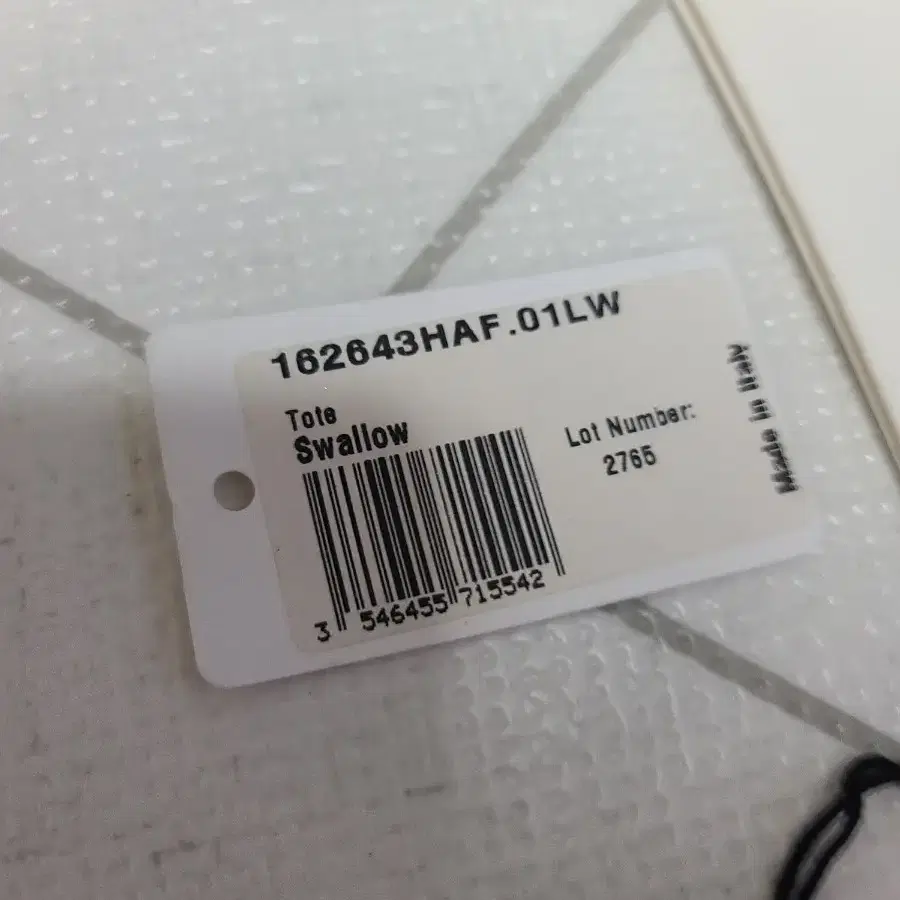 162643HAF.01LW
Tote
Swallow
Lot Number:
2765
Made in Italy
3 546455 715542